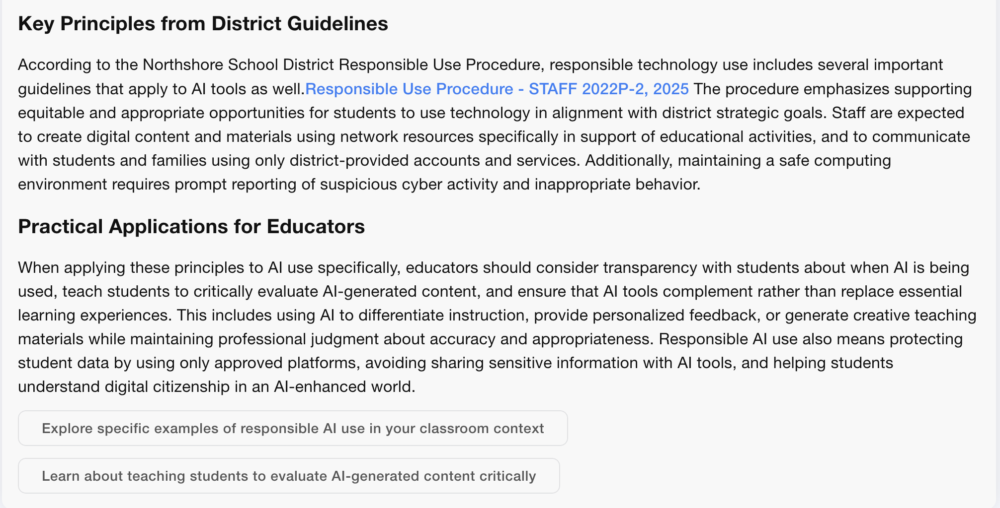 Key Principles from District Guidelines
According to the Northshore School District Responsible Use Procedure, responsible technology use includes several important
guidelines that apply to AI tools as well.Responsible Use Procedure - STAFF 2022P-2, 2025 The procedure emphasizes supporting
equitable and appropriate opportunities for students to use technology in alignment with district strategic goals. Staff are expected
to create digital content and materials using network resources specifically in support of educational activities, and to communicate
with students and families using only district-provided accounts and services. Additionally, maintaining a safe computing
environment requires prompt reporting of suspicious cyber activity and inappropriate behavior.
Practical Applications for Educators
When applying these principles to AI use specifically, educators should consider transparency with students about when AI is being
used, teach students to critically evaluate AI-generated content, and ensure that AI tools complement rather than replace essential
learning experiences. This includes using AI to differentiate instruction, provide personalized feedback, or generate creative teaching
materials while maintaining professional judgment about accuracy and appropriateness. Responsible AI use also means protecting
student data by using only approved platforms, avoiding sharing sensitive information with AI tools, and helping students
understand digital citizenship in an AI-enhanced world.
Explore specific examples of responsible AI use in your classroom context
Learn about teaching students to evaluate AI-generated content critically